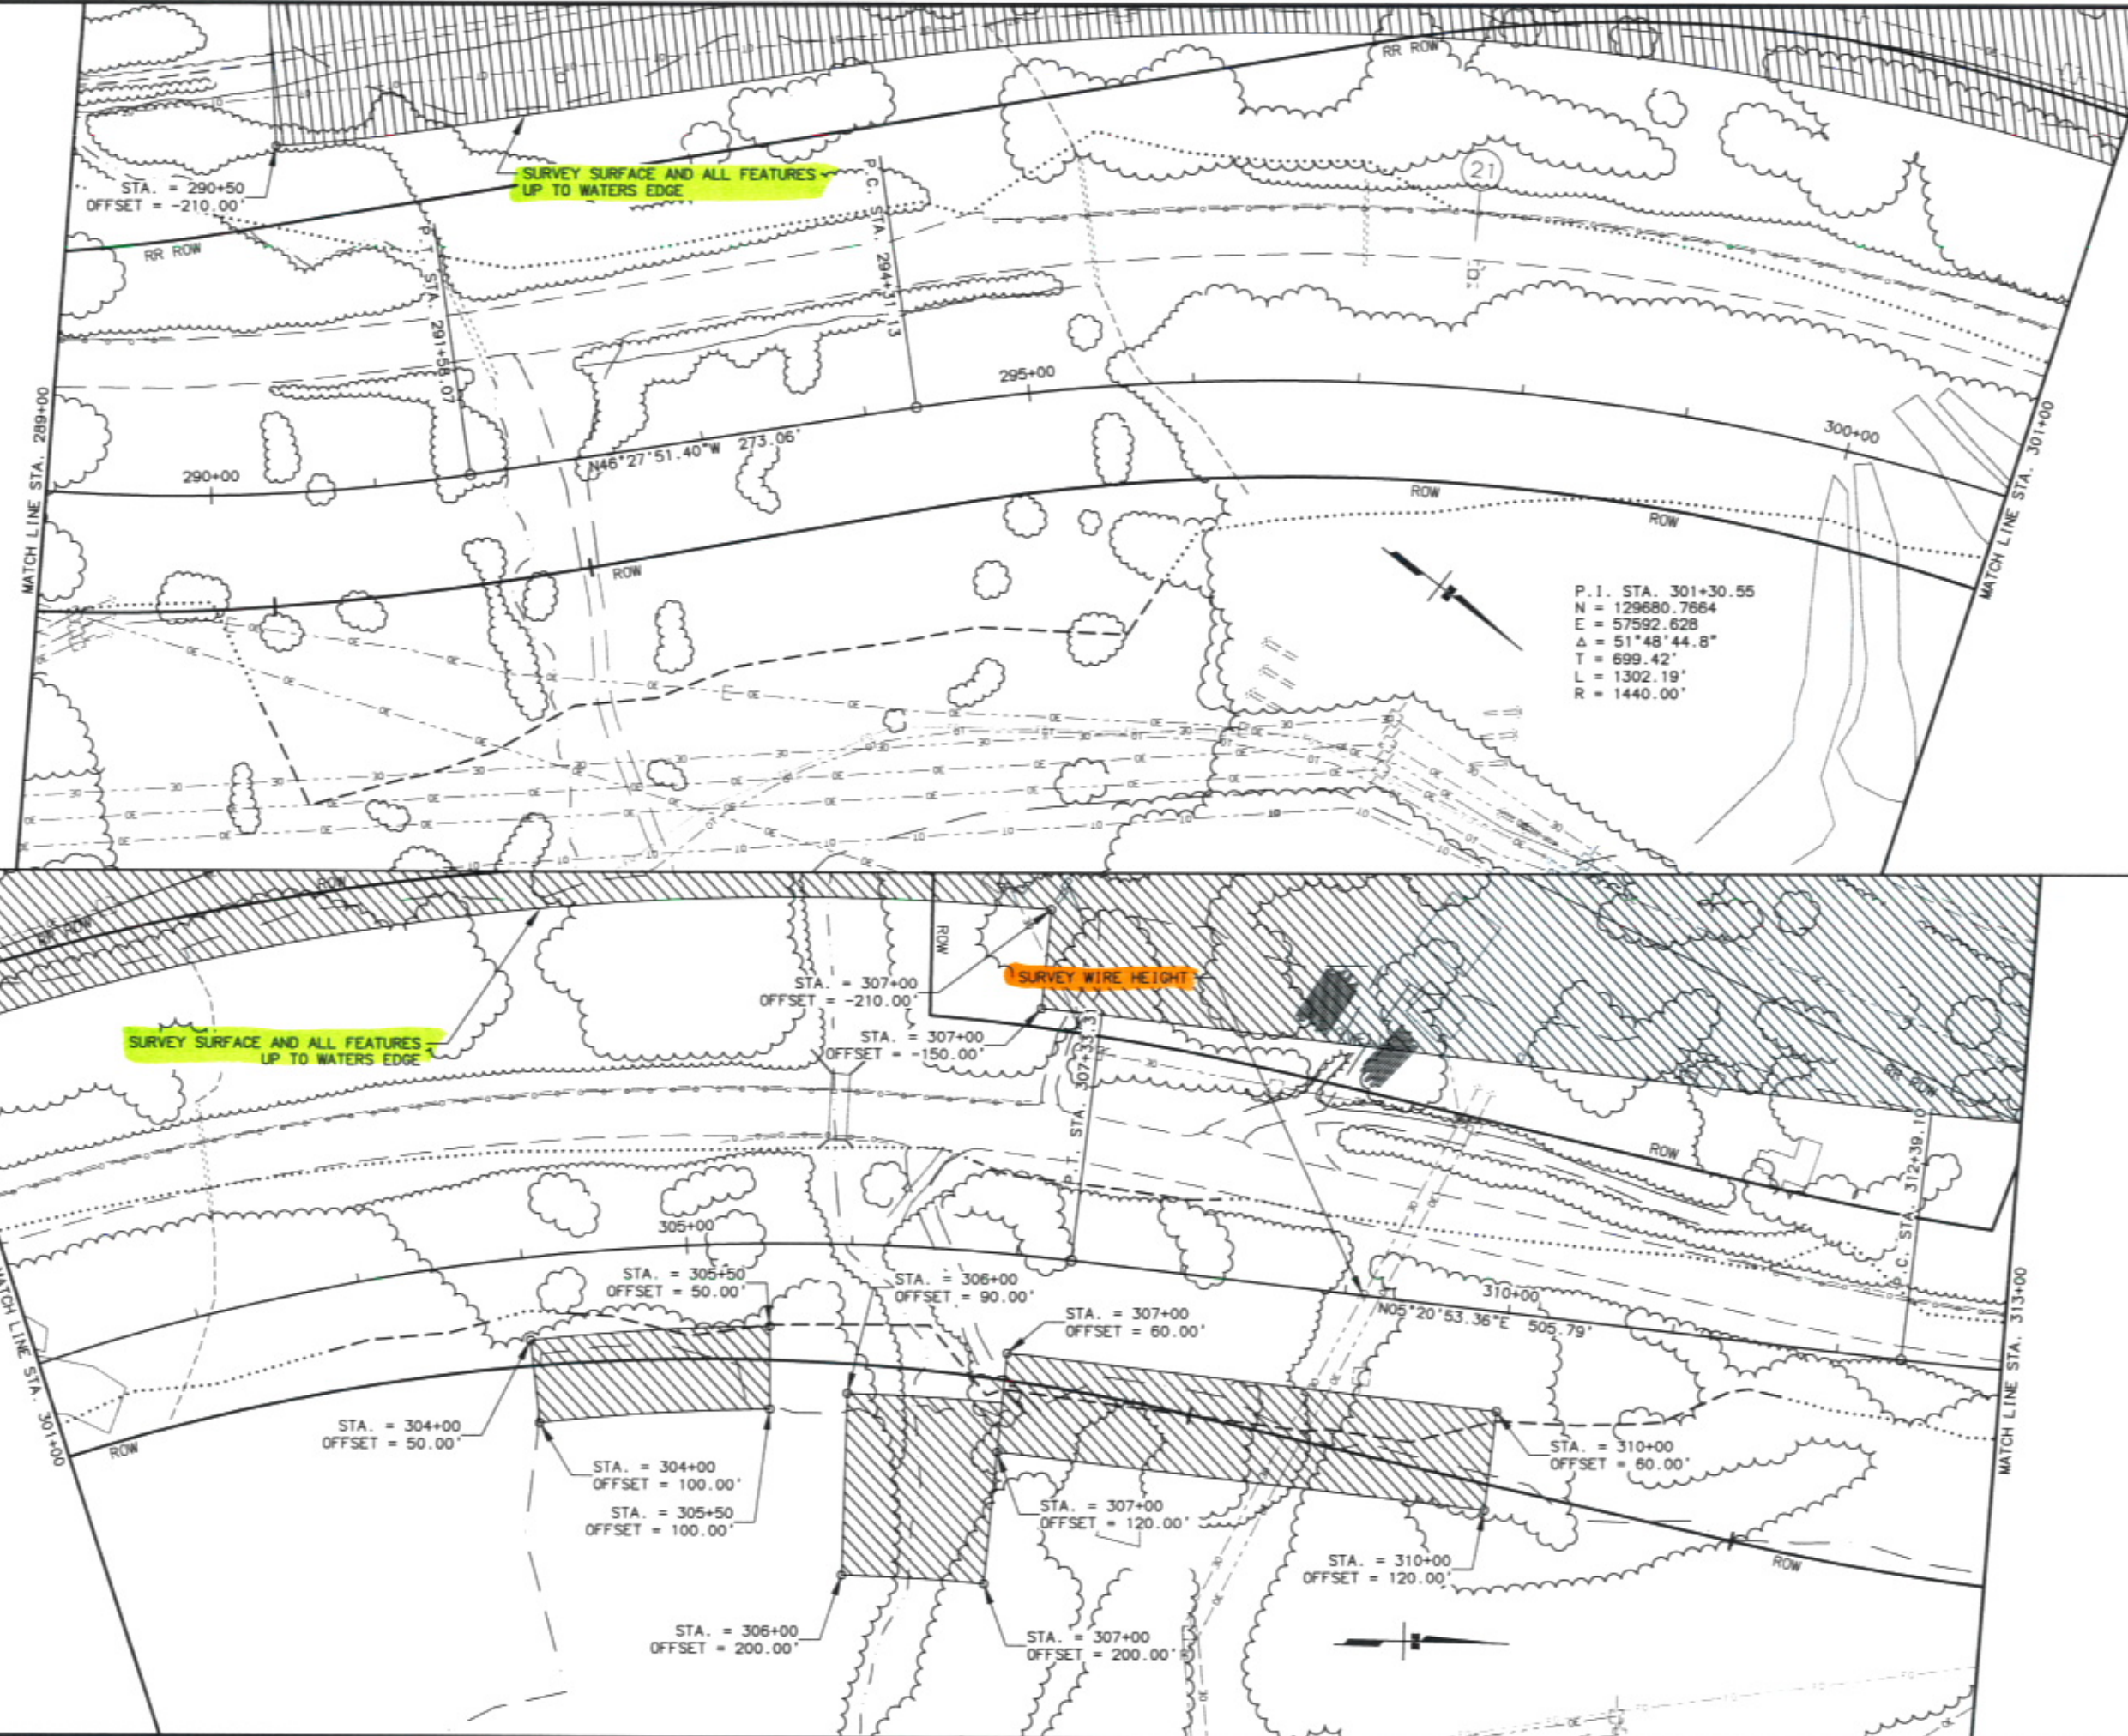 RR ROW
SURVEY SURFACE AND ALL FEATURES
UP TO WATERS EDGE
21
STA. = 290+50
OFFSET = -210.00'
RR ROW
P.T. STA. 291+58.07
P.C. STA. 294+31.13
MATCH LINE STA. 289+00
290+00
N46°27'51.40"W 273.06'
295+00
300+00
MATCH LINE STA. 301+00
ROW
ROW
ROW
P.I. STA. 301+30.55
N = 129680.7664
E = 57592.628
Δ = 51°48'44.8"
T = 699.42'
L = 1302.19'
R = 1440.00'
ROW
RR ROW
ROW
SURVEY WIRE HEIGHT
STA. = 307+00
OFFSET = -210.00'
STA. = 307+00
OFFSET = -150.00'
SURVEY SURFACE AND ALL FEATURES
UP TO WATERS EDGE
P.T. STA. 307+33.31
RR ROW
ROW
P.C. STA. 312+39.10
305+00
STA. = 305+50
OFFSET = 50.00'
STA. = 306+00
OFFSET = 90.00'
STA. = 307+00
OFFSET = 60.00'
310+00
N05°20'53.36"E 505.79'
MATCH LINE STA. 301+00
MATCH LINE STA. 313+00
ROW
STA. = 304+00
OFFSET = 50.00'
STA. = 304+00
OFFSET = 100.00'
STA. = 305+50
OFFSET = 100.00'
STA. = 310+00
OFFSET = 60.00'
STA. = 307+00
OFFSET = 120.00'
STA. = 310+00
OFFSET = 120.00'
ROW
STA. = 306+00
OFFSET = 200.00'
STA. = 307+00
OFFSET = 200.00'